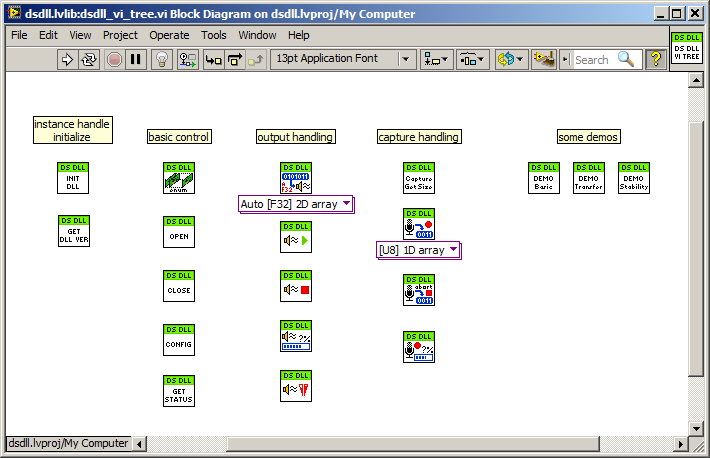 dsdll.lvlib:dsdll_vi_tree.vi Block Diagram on dsdll.lvproj/My Computer
File Edit View Project Operate Tools Window Help
13pt Application Font
Search
?
DS DLL
DS DLL
VI TREE
instance handle
initialize
basic control
output handling
capture handling
some demos
DS DLL
INIT
DLL
DS DLL
GET
DLL VER
DS DLL
enum
DS DLL
OPEN
DS DLL
CLOSE
DS DLL
CONFIG
DS DLL
GET
STATUS
DS DLL
0101011
F32
Auto [F32] 2D array
DS DLL
DS DLL
DS DLL
?%
DS DLL
DS DLL
Capture
Get Size
DS DLL
0011
[U8] 1D array
DS DLL
abort
0011
DS DLL
?%
DS DLL
DEMO
Basic
DS DLL
DEMO
Transfer
DS DLL
DEMO
Stability
dsdll.lvproj/My Computer